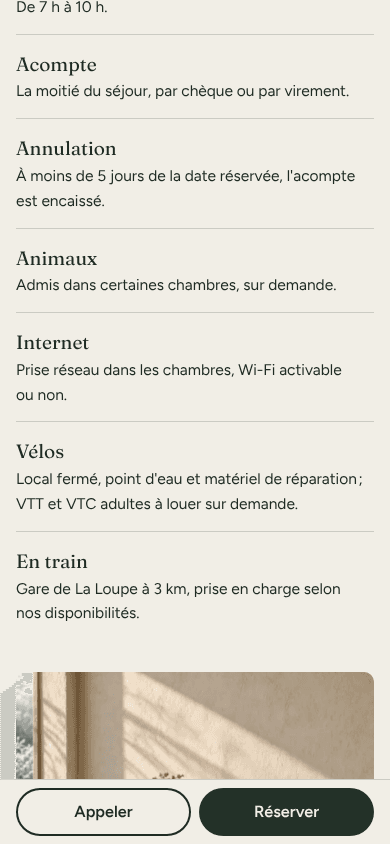 De 7 h à 10 h.
Acompte
La moitié du séjour, par chèque ou par virement.
Annulation
À moins de 5 jours de la date réservée, l'acompte
est encaissé.
Animaux
Admis dans certaines chambres, sur demande.
Internet
Prise réseau dans les chambres, Wi-Fi activable
ou non.
Vélos
Local fermé, point d'eau et matériel de réparation ;
VTT et VTC adultes à louer sur demande.
En train
Gare de La Loupe à 3 km, prise en charge selon
nos disponibilités.
Appeler
Réserver